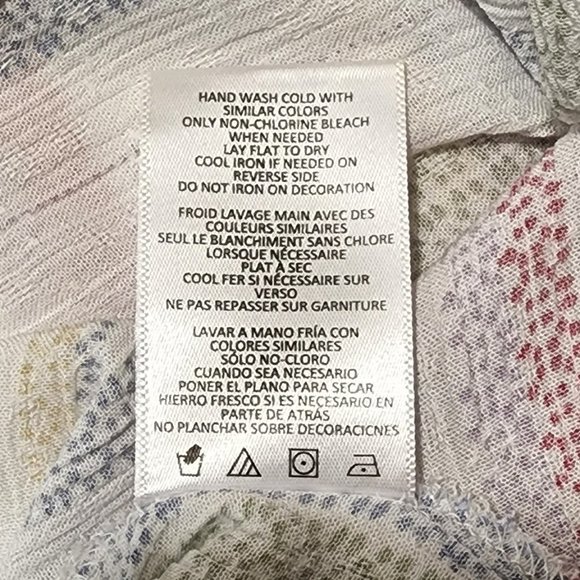 HAND WASH COLD WITH
SIMILAR COLORS
ONLY NON-CHLORINE BLEACH
WHEN NEEDED
LAY FLAT TO DRY
COOL IRON IF NEEDED ON
REVERSE SIDE
DO NOT IRON ON DECORATION
FROID LAVAGE MAIN AVEC DES
COULEURS SIMILAIRES
SEUL LE BLANCHIMENT SANS CHLORE
LORSQUE NÉCESSAIRE
PLAT À SEC
COOL FER SI NÉCESSAIRE SUR
VERSO
NE PAS REPASSER SUR GARNITURE
LAVAR A MANO FRÍA CON
COLORES SIMILARES
SÓLO NO-CLORO
CUANDO SEA NECESARIO
PONER EL PLANO PARA SECAR
HIERRO FRESCO SI ES NECESARIO EN
PARTE DE ATRÁS
NO PLANCHAR SOBRE DECORACIONES